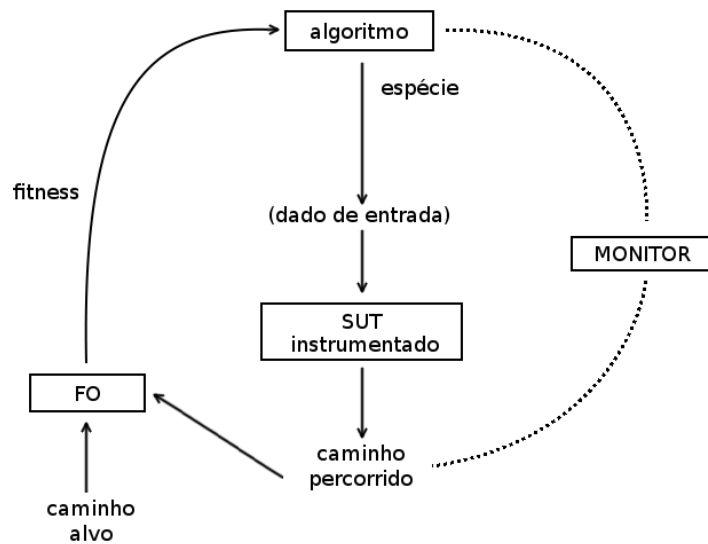 algoritmo
espécie
fitness
(dado de entrada)
MONITOR
SUT
instrumentado
FO
caminho
percorrido
caminho
alvo